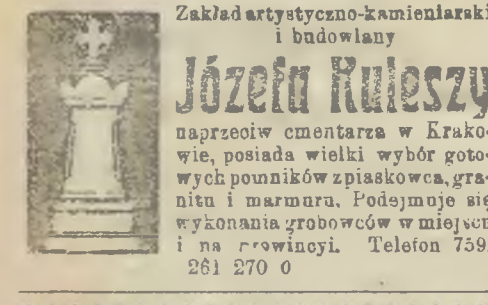 Zakład artystyczno-kamieniarski
i budowlany
Józefa Kuleszy
naprzeciw cmentarza w Krako-
wie, posiada wielki wybór goto-
wych pomników z piaskowca, gra-
nitu i marmuru. Podejmuje się
wykonania grobowców w miejscu
i na prowincyi. Telefon 759.
261 270 0